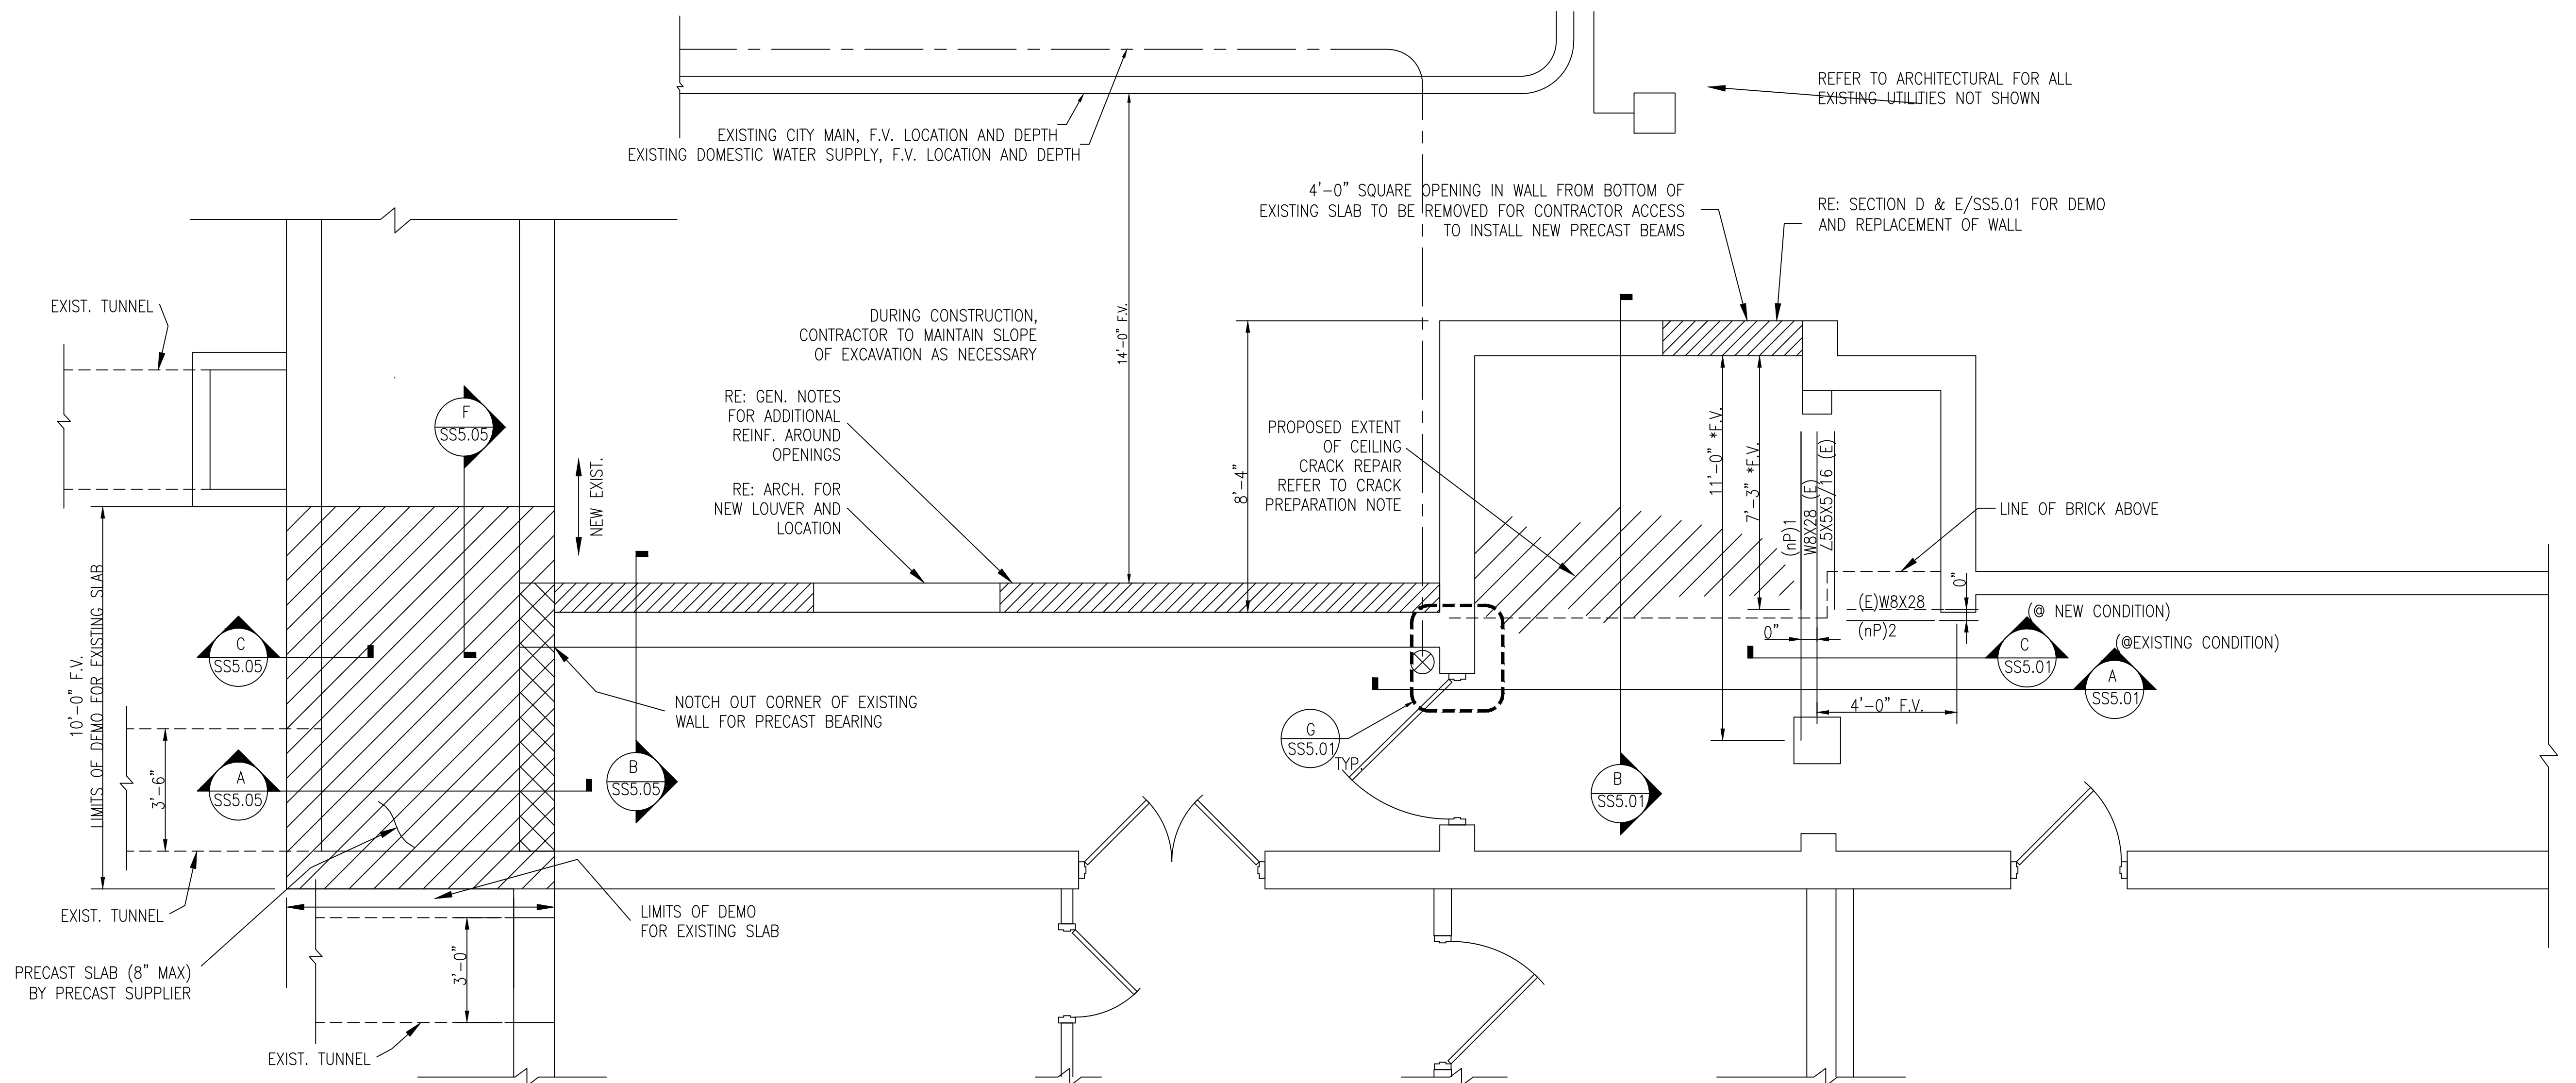 REFER TO ARCHITECTURAL FOR ALL
EXISTING UTILITIES NOT SHOWN
EXISTING CITY MAIN, F.V. LOCATION AND DEPTH
EXISTING DOMESTIC WATER SUPPLY, F.V. LOCATION AND DEPTH
4'-0" SQUARE OPENING IN WALL FROM BOTTOM OF
EXISTING SLAB TO BE REMOVED FOR CONTRACTOR ACCESS
TO INSTALL NEW PRECAST BEAMS
RE: SECTION D & E/SS5.01 FOR DEMO
AND REPLACEMENT OF WALL
EXIST. TUNNEL
DURING CONSTRUCTION,
CONTRACTOR TO MAINTAIN SLOPE
OF EXCAVATION AS NECESSARY
14'-0" F.V.
RE: GEN. NOTES
FOR ADDITIONAL
REINF. AROUND
OPENINGS
RE: ARCH. FOR
NEW LOUVER AND
LOCATION
F
SS5.05
NEW EXIST.
8'-4"
PROPOSED EXTENT
OF CEILING
CRACK REPAIR
REFER TO CRACK
PREPARATION NOTE
11'-0" *F.V.
7'-3" *F.V.
(nP)1
W8X28 (E)
∠5X5X5/16 (E)
LINE OF BRICK ABOVE
(E)W8X28
(nP)2
0"
0"
(@ NEW CONDITION)
C
SS5.01
(@EXISTING CONDITION)
A
SS5.01
4'-0" F.V.
10'-0" F.V.
LIMITS OF DEMO FOR EXISTING SLAB
C
SS5.05
NOTCH OUT CORNER OF EXISTING
WALL FOR PRECAST BEARING
G
SS5.01
TYP.
3'-6"
A
SS5.05
B
SS5.05
B
SS5.01
EXIST. TUNNEL
LIMITS OF DEMO
FOR EXISTING SLAB
PRECAST SLAB (8" MAX)
BY PRECAST SUPPLIER
3'-0"
EXIST. TUNNEL